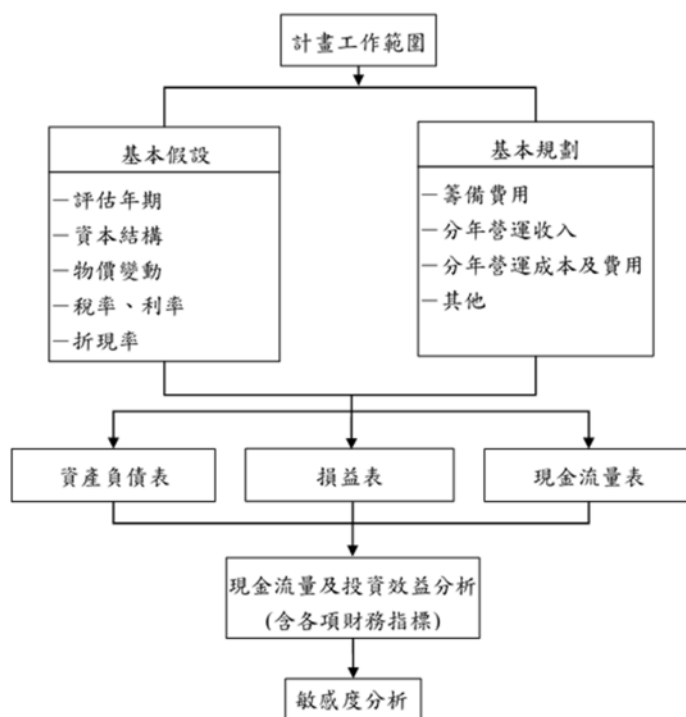 計畫工作範圍
基本假設
－評估年期
－資本結構
－物價變動
－稅率、利率
－折現率
基本規劃
－籌備費用
－分年營運收入
－分年營運成本及費用
－其他
資產負債表
損益表
現金流量表
現金流量及投資效益分析
(含各項財務指標)
敏感度分析